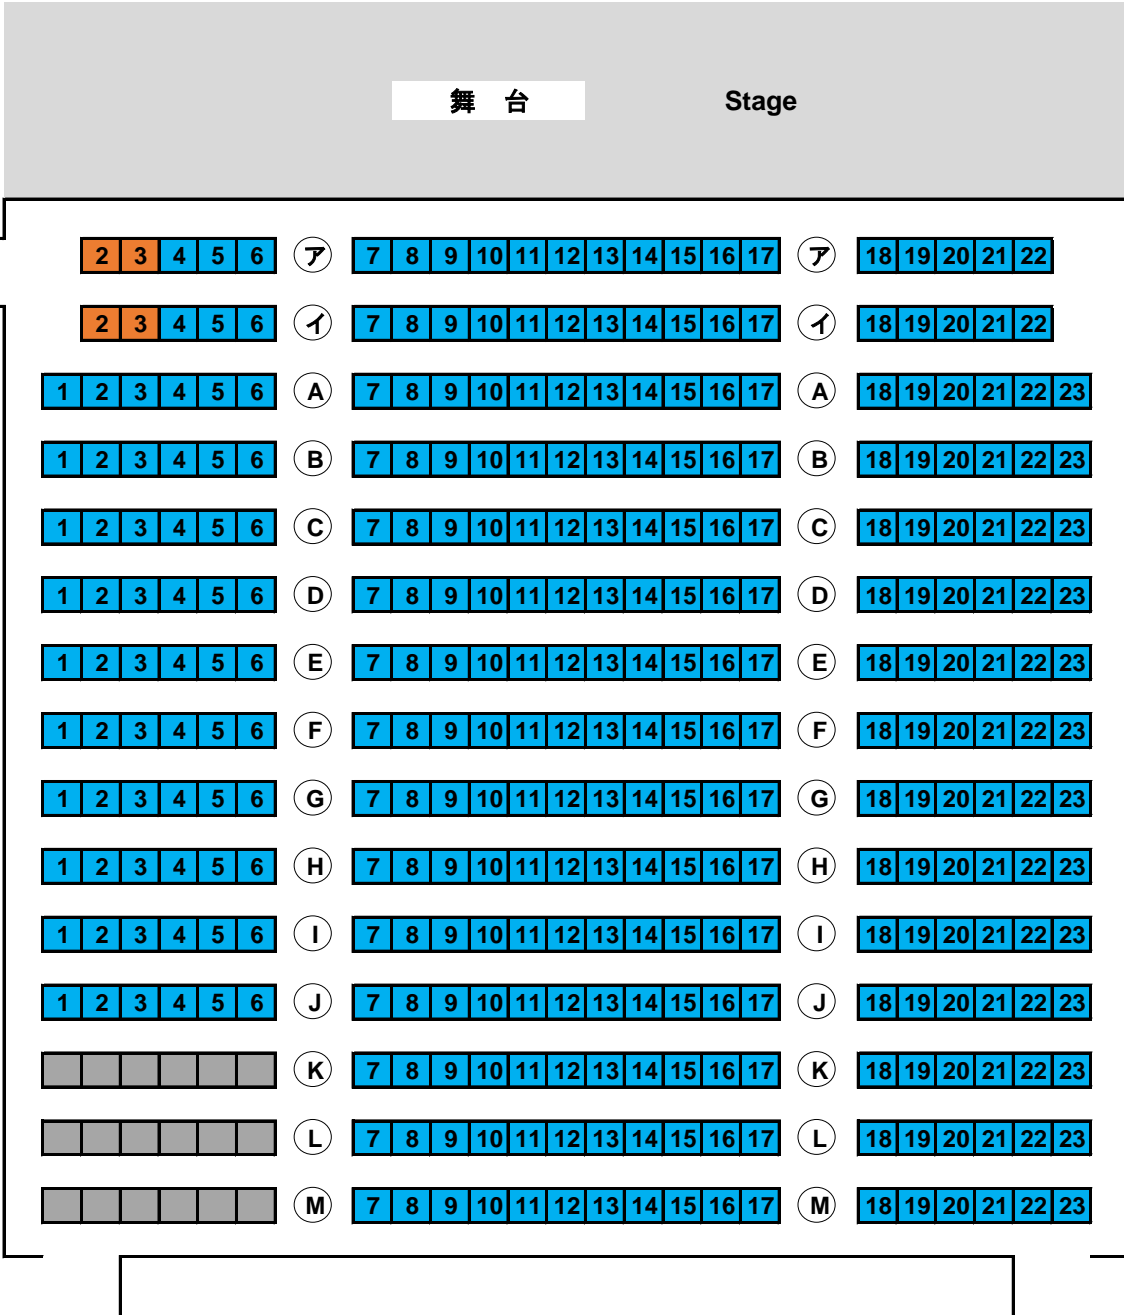 舞 台 Stage
2 3 4 5 6 ア 7 8 9 10 11 12 13 14 15 16 17 ア 18 19 20 21 22
2 3 4 5 6 イ 7 8 9 10 11 12 13 14 15 16 17 イ 18 19 20 21 22
1 2 3 4 5 6 A 7 8 9 10 11 12 13 14 15 16 17 A 18 19 20 21 22 23
1 2 3 4 5 6 B 7 8 9 10 11 12 13 14 15 16 17 B 18 19 20 21 22 23
1 2 3 4 5 6 C 7 8 9 10 11 12 13 14 15 16 17 C 18 19 20 21 22 23
1 2 3 4 5 6 D 7 8 9 10 11 12 13 14 15 16 17 D 18 19 20 21 22 23
1 2 3 4 5 6 E 7 8 9 10 11 12 13 14 15 16 17 E 18 19 20 21 22 23
1 2 3 4 5 6 F 7 8 9 10 11 12 13 14 15 16 17 F 18 19 20 21 22 23
1 2 3 4 5 6 G 7 8 9 10 11 12 13 14 15 16 17 G 18 19 20 21 22 23
1 2 3 4 5 6 H 7 8 9 10 11 12 13 14 15 16 17 H 18 19 20 21 22 23
1 2 3 4 5 6 I 7 8 9 10 11 12 13 14 15 16 17 I 18 19 20 21 22 23
1 2 3 4 5 6 J 7 8 9 10 11 12 13 14 15 16 17 J 18 19 20 21 22 23
K 7 8 9 10 11 12 13 14 15 16 17 K 18 19 20 21 22 23
L 7 8 9 10 11 12 13 14 15 16 17 L 18 19 20 21 22 23
M 7 8 9 10 11 12 13 14 15 16 17 M 18 19 20 21 22 23